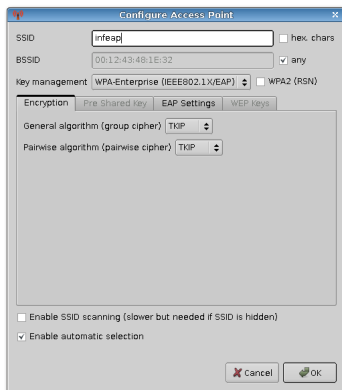 Configure Access Point
SSID infeap hex. chars
BSSID 00:12:43:48:1E:32 any
Key management WPA-Enterprise (IEEE802.1X/EAP) WPA2 (RSN)
Encryption Pre Shared Key EAP Settings WEP Keys
General algorithm (group cipher) TKIP
Pairwise algorithm (pairwise cipher) TKIP
Enable SSID scanning (slower but needed if SSID is hidden)
Enable automatic selection
Cancel OK